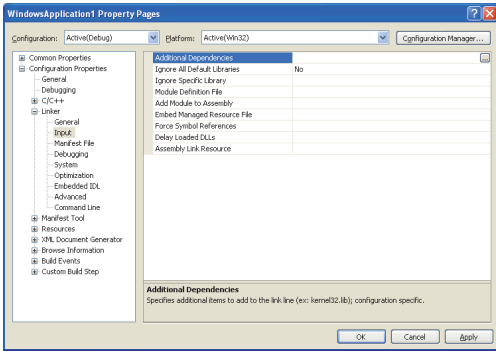 WindowsApplication1 Property Pages
Configuration: Active(Debug) Platform: Active(Win32) Configuration Manager...
Common Properties
Configuration Properties
General
Debugging
C/C++
Linker
General
Input
Manifest File
Debugging
System
Optimization
Embedded IDL
Advanced
Command Line
Manifest Tool
Resources
XML Document Generator
Browse Information
Build Events
Custom Build Step
Additional Dependencies ...
Ignore All Default Libraries No
Ignore Specific Library
Module Definition File
Add Module to Assembly
Embed Managed Resource File
Force Symbol References
Delay Loaded DLLs
Assembly Link Resource
Additional Dependencies
Specifies additional items to add to the link line (ex: kernel32.lib); configuration specific.
OK Cancel Apply